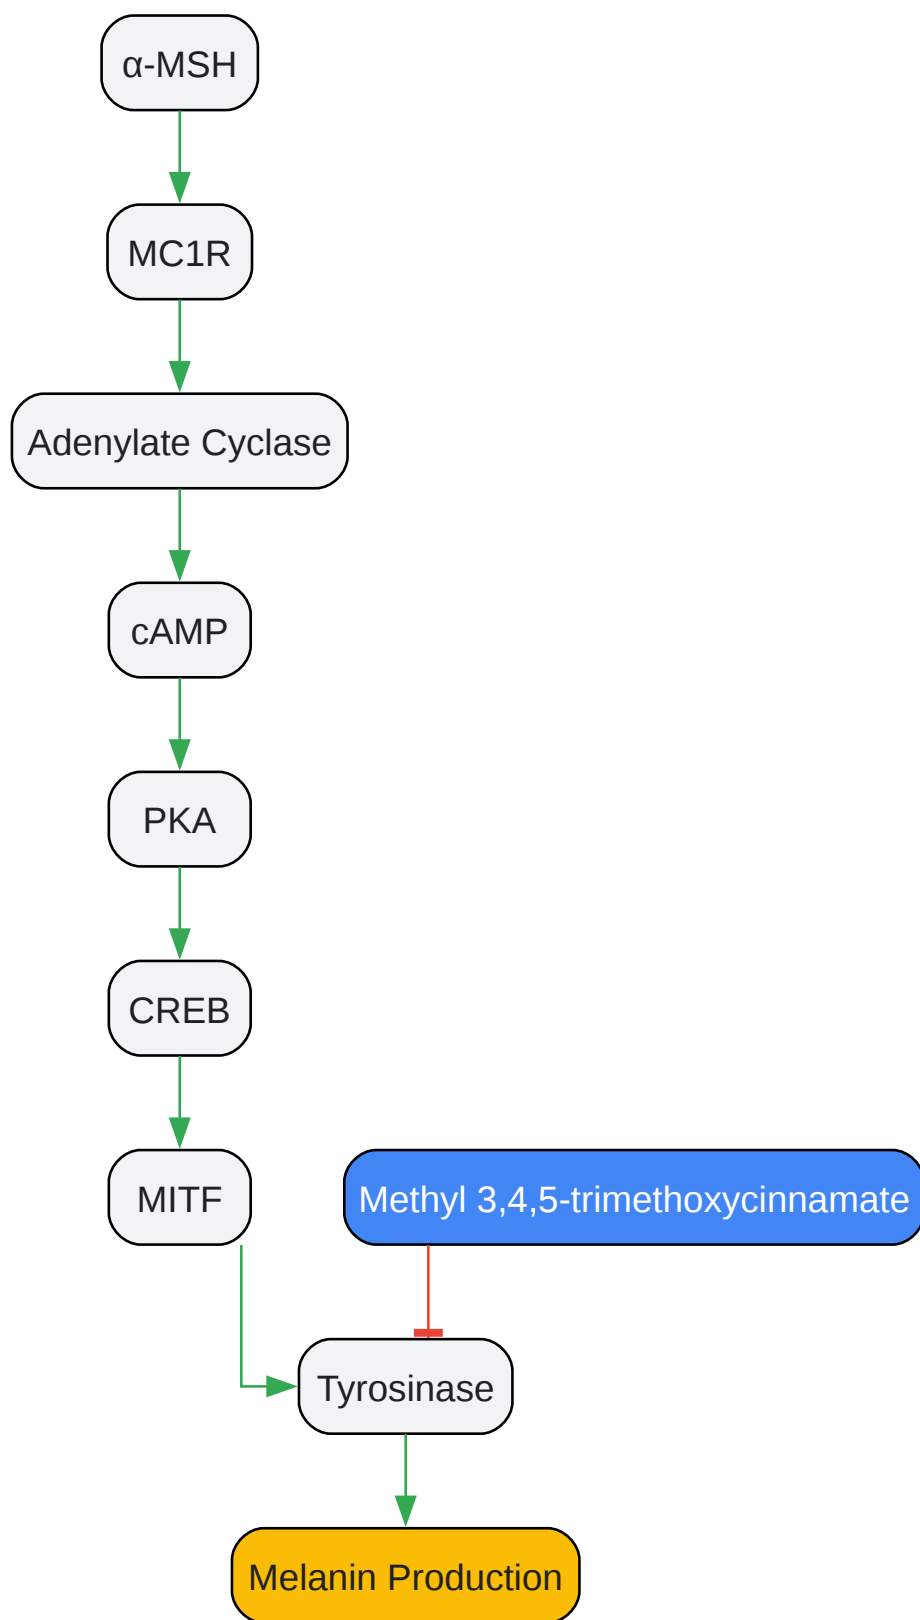 α-MSH
MC1R
Adenylate Cyclase
cAMP
PKA
CREB
MITF
Methyl 3,4,5-trimethoxycinnamate
Tyrosinase
Melanin Production